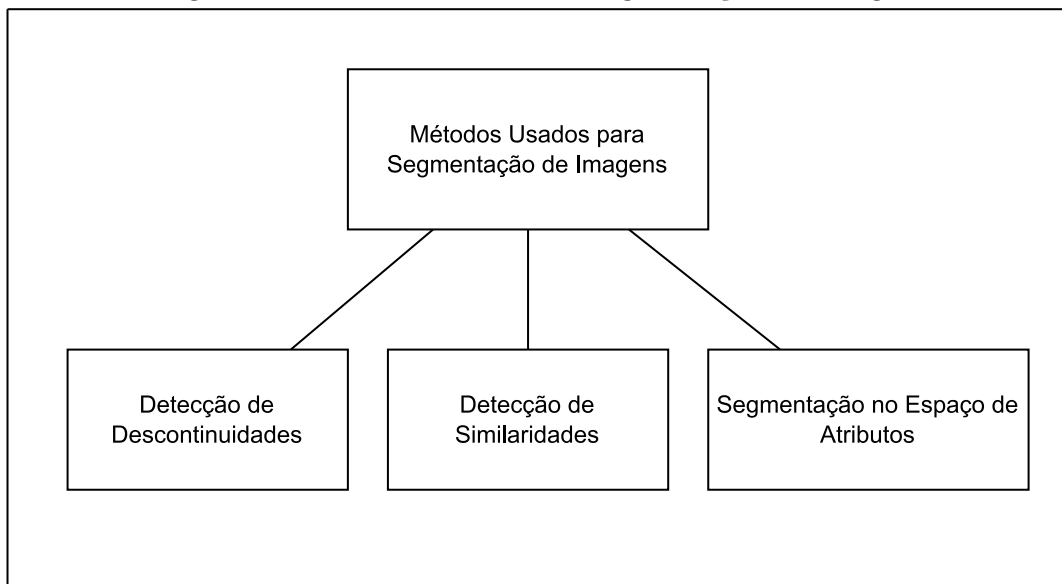 Métodos Usados para
Segmentação de Imagens
Detecção de
Descontinuidades
Detecção de
Similaridades
Segmentação no Espaço de
Atributos